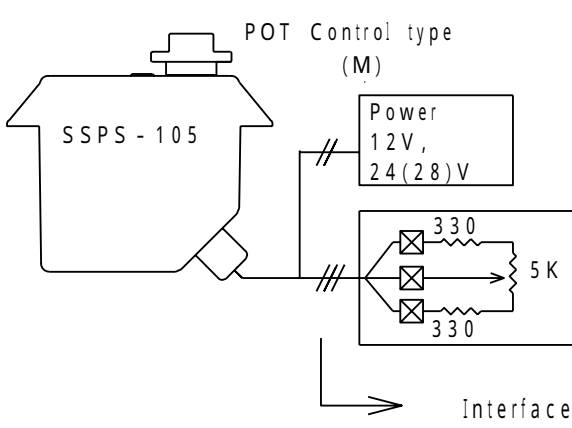 POT Control type
(M)
SSPS-105
Power
12V,
24(28)V
330
5K
330
Interface